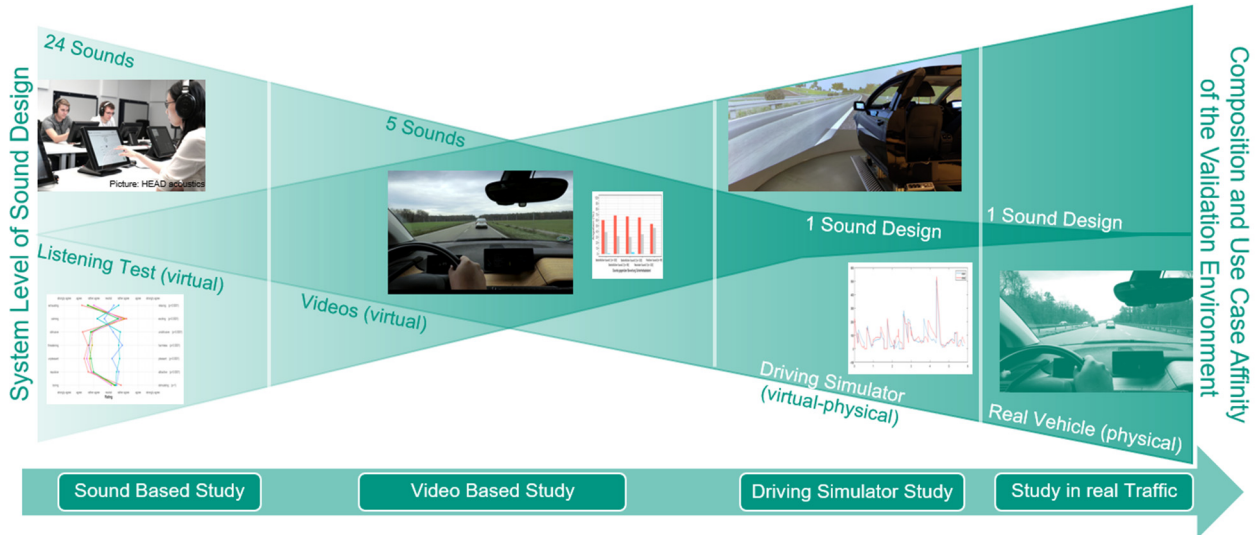 System Level of Sound Design
24 Sounds
Picture: HEAD acoustics
Listening Test (virtual)
5 Sounds
Videos (virtual)
1 Sound Design
Driving Simulator
(virtual-physical)
1 Sound Design
Real Vehicle (physical)
Composition and Use Case Affinity
of the Validation Environment
Sound Based Study
Video Based Study
Driving Simulator Study
Study in real Traffic